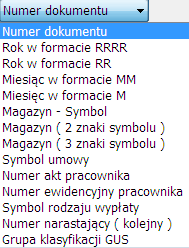 Numer dokumentu
Numer dokumentu
Rok w formacie RRRR
Rok w formacie RR
Miesiąc w formacie MM
Miesięc w formacie M
Magazyn - Symbol
Magazyn ( 2 znaki symbolu )
Magazyn ( 3 znaki symbolu )
Symbol umowy
Numer akt pracownika
Numer ewidencyjny pracownika
Symbol rodzaju wypłaty
Numer narastający ( kolejny )
Grupa klasyfikacji GUS